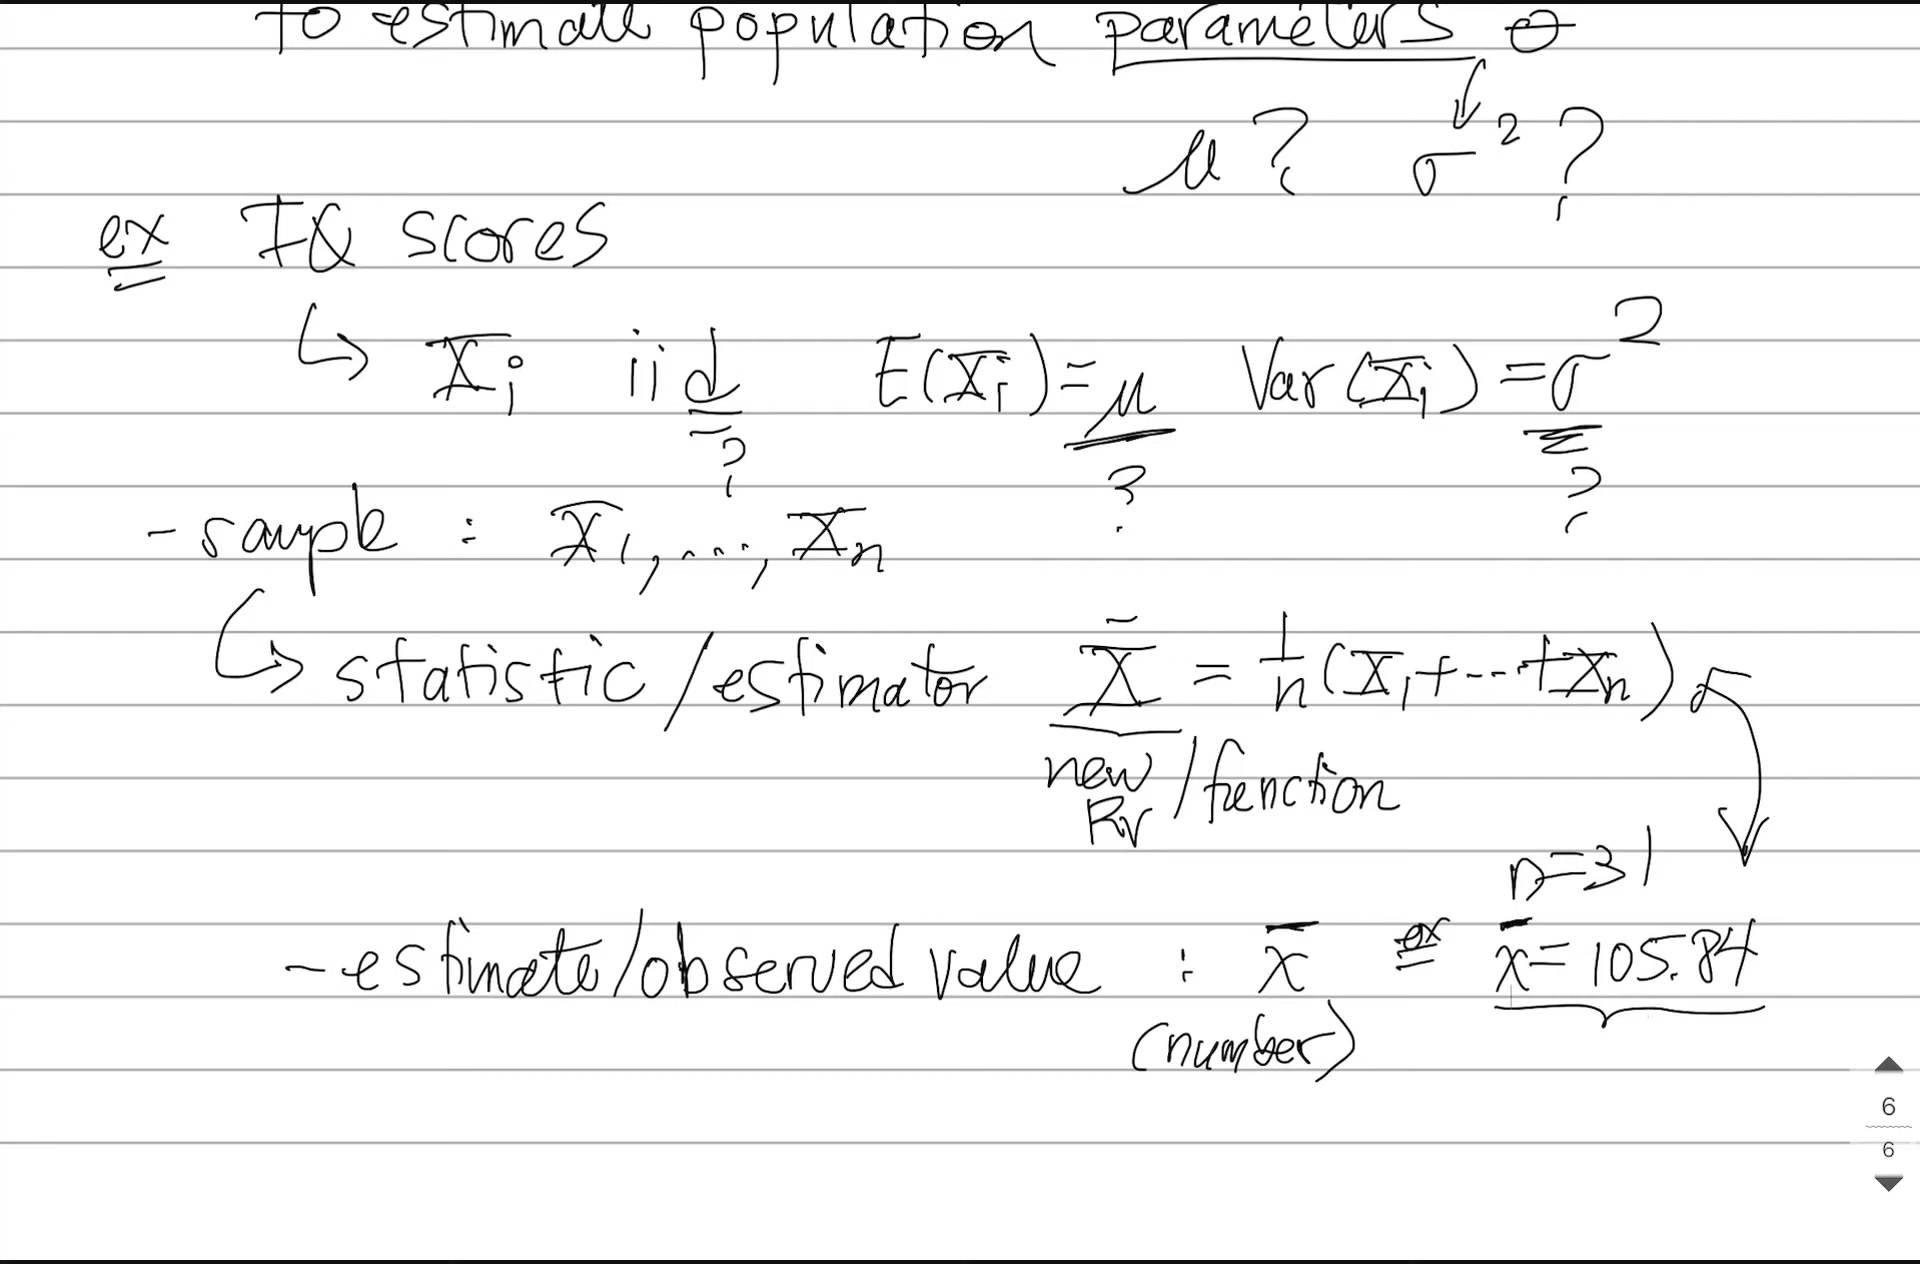 to estimate population parameters θ
μ? σ²?
ex IQ scores
↳ Xi iid E(Xi)=μ Var(Xi)=σ²
? ? ?
- sample : X1, ..., Xn
↳ statistic/estimator X̄ = 1/n (X1+...+Xn)
new RV / function
n=31
- estimate/observed value : x̄ ex x̄=105.84
(number)
6
6